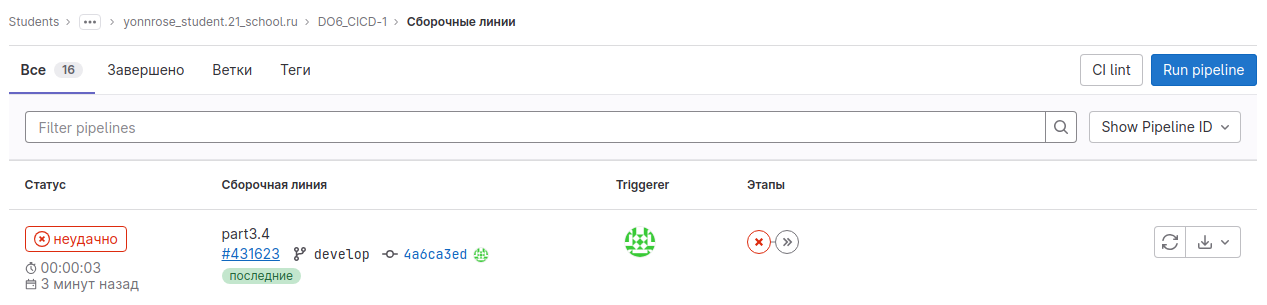 Students > ••• > yonnrose_student.21_school.ru > DO6_CICD-1 > Сборочные линии
Все 16 Завершено Ветки Теги CI lint Run pipeline
Filter pipelines Show Pipeline ID
Статус Сборочная линия Triggerer Этапы
неудачно part3.4
#431623 develop 4a6ca3ed
00:00:03 последние
3 минут назад